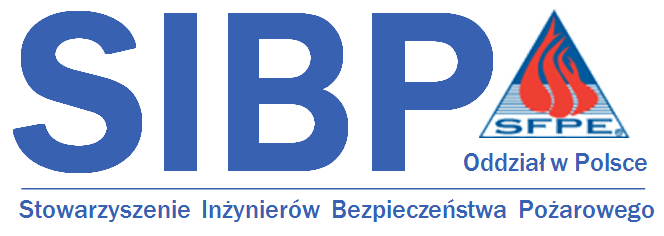 SIBP
SFPE
Oddział w Polsce
Stowarzyszenie Inżynierów Bezpieczeństwa Pożarowego